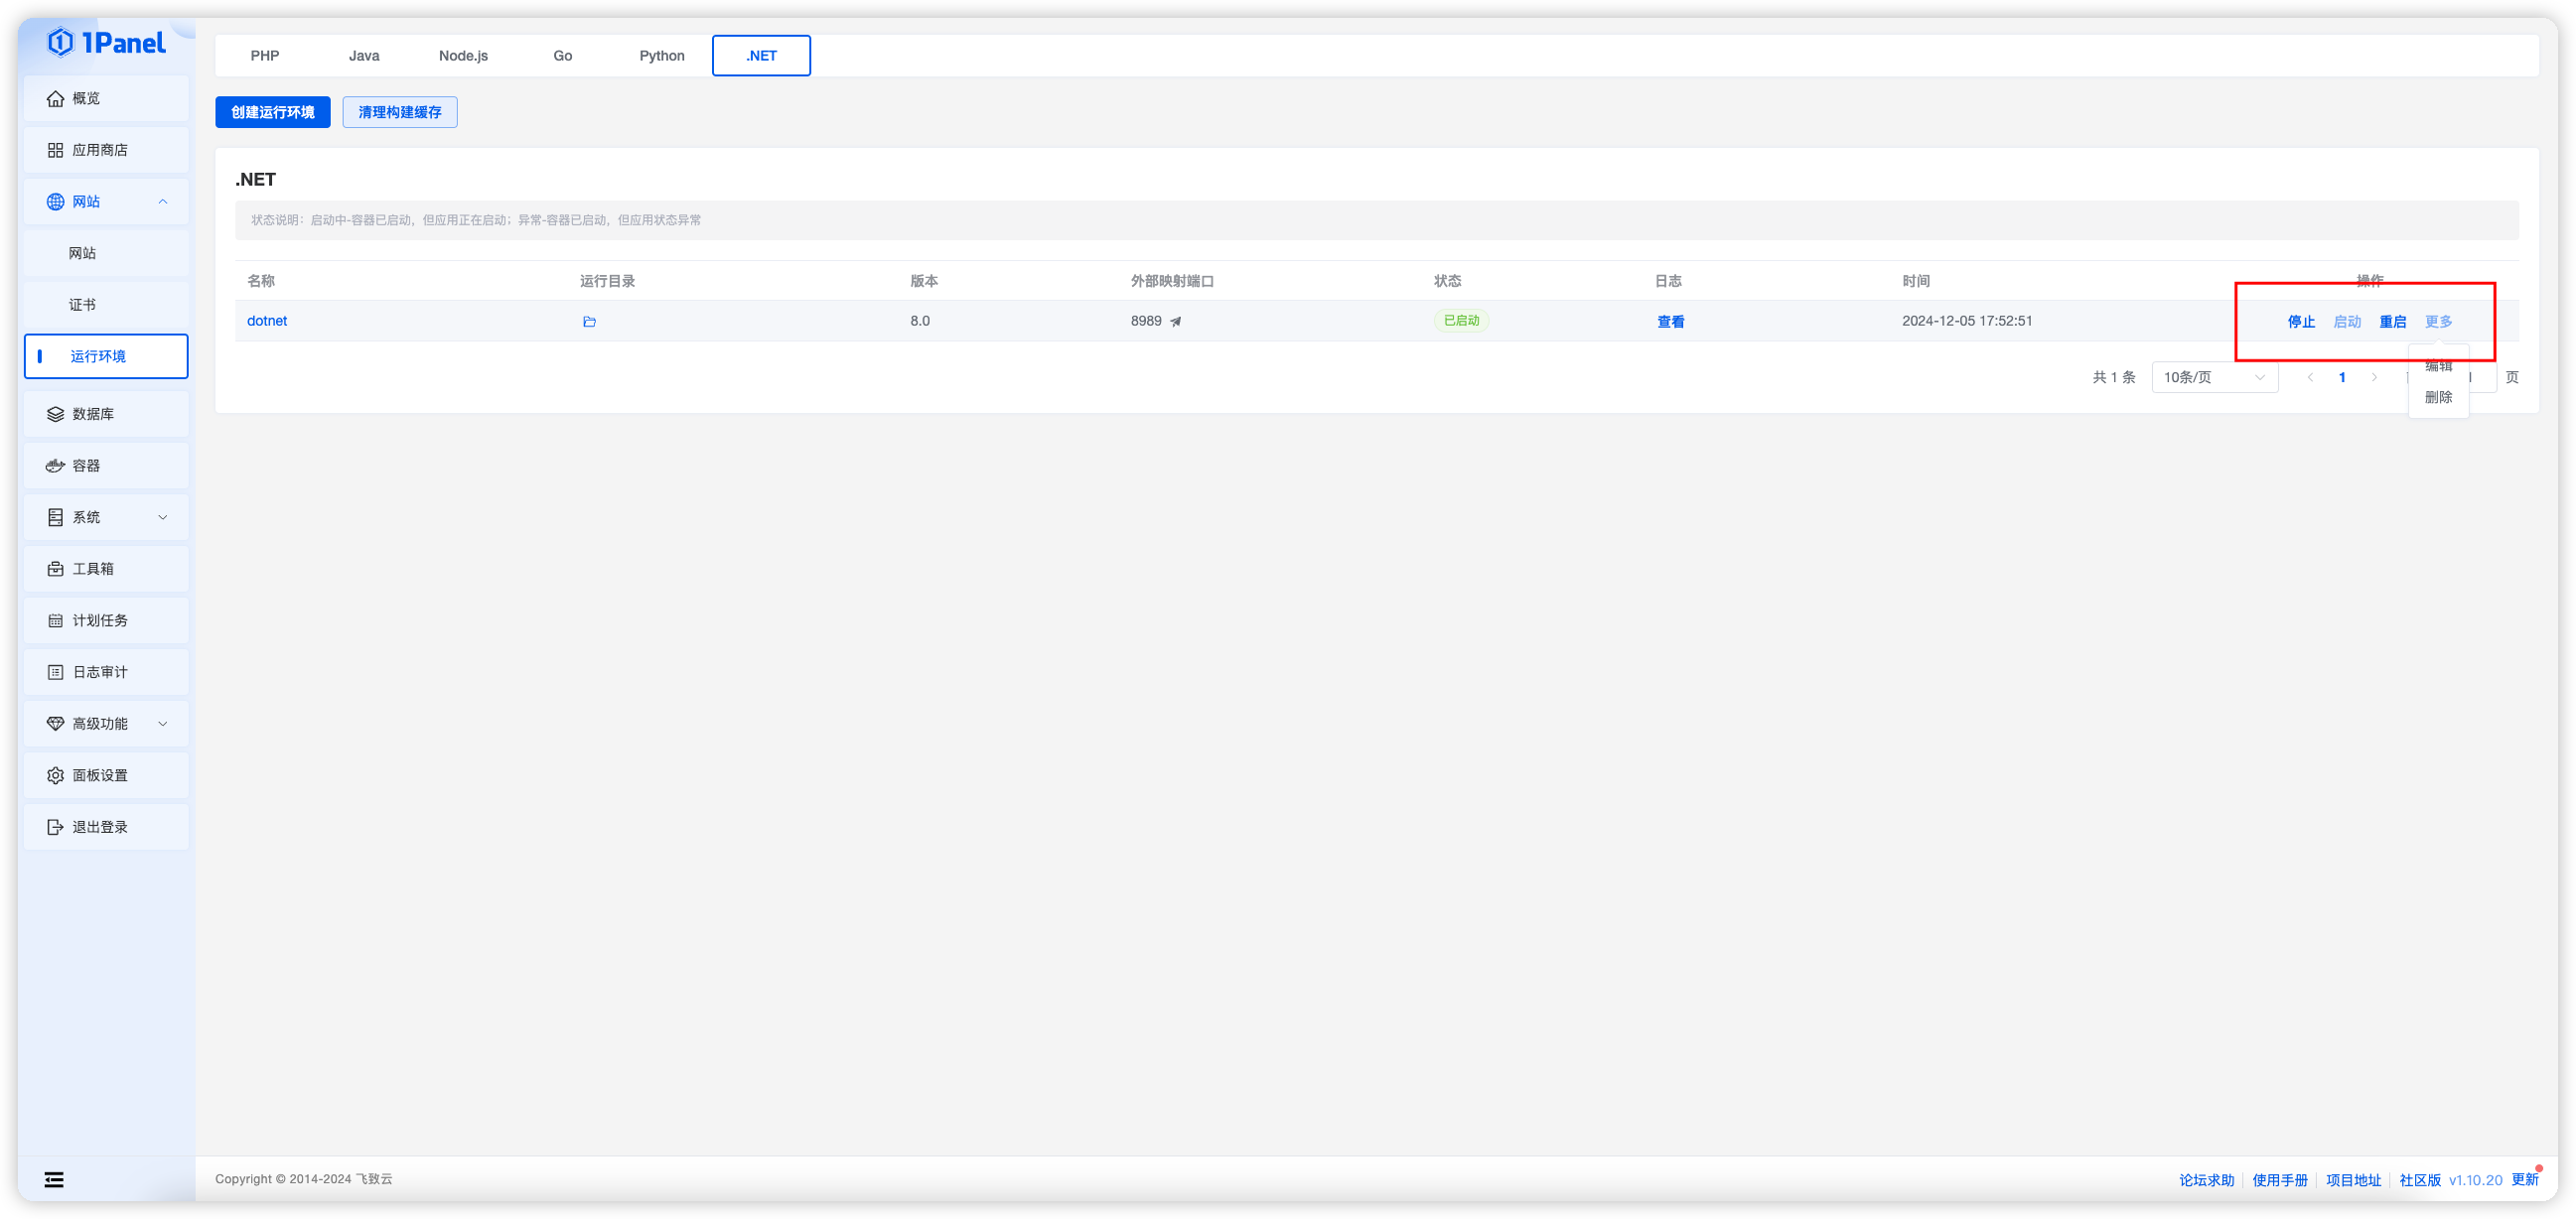 1Panel
PHP Java Node.js Go Python .NET
概览
创建运行环境 清理构建缓存
应用商店
.NET
网站
状态说明：启动中-容器已启动，但应用正在启动；异常-容器已启动，但应用状态异常
网站
名称 运行目录 版本 外部映射端口 状态 日志 时间 操作
证书
dotnet 8.0 8989 已启动 查看 2024-12-05 17:52:51 停止 启动 重启 更多
运行环境
编辑
共 1 条 10条/页 1 页
删除
数据库
容器
系统
工具箱
计划任务
日志审计
高级功能
面板设置
退出登录
Copyright © 2014-2024 飞致云
论坛求助 使用手册 项目地址 社区版 v1.10.20 更新